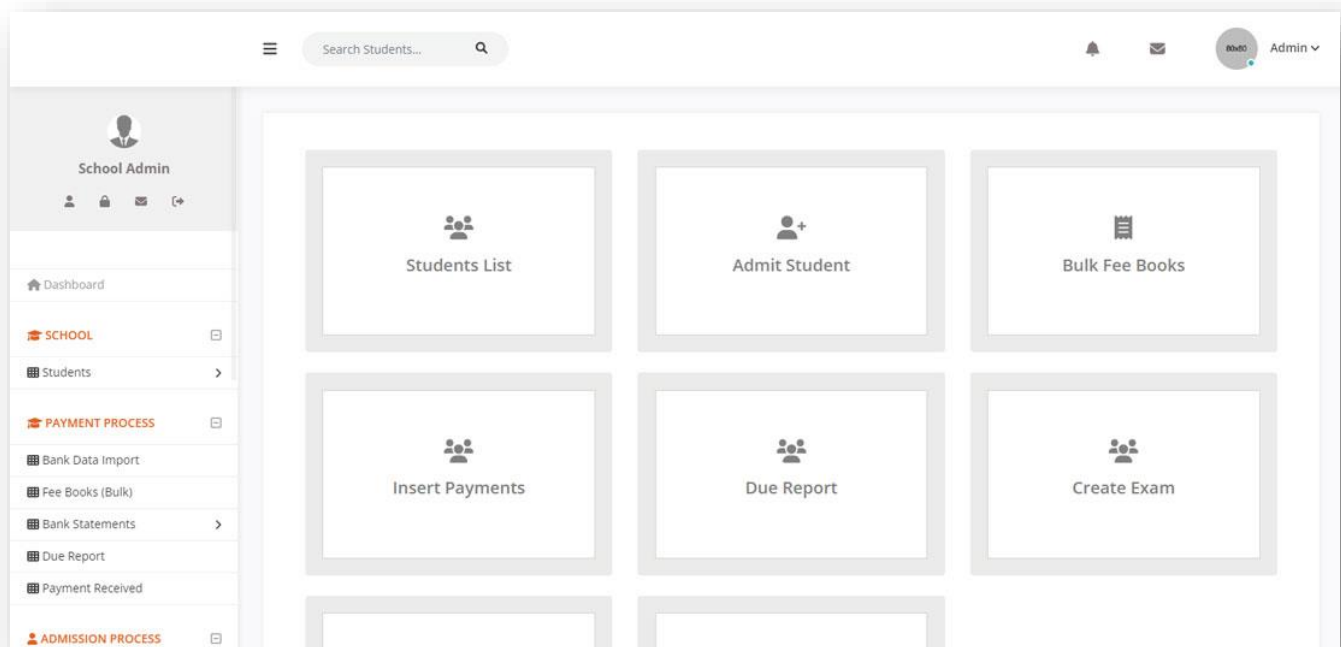 Search Students...
80x80
Admin
School Admin
Dashboard
SCHOOL
Students
PAYMENT PROCESS
Bank Data Import
Fee Books (Bulk)
Bank Statements
Due Report
Payment Received
ADMISSION PROCESS
Students List
Admit Student
Bulk Fee Books
Insert Payments
Due Report
Create Exam